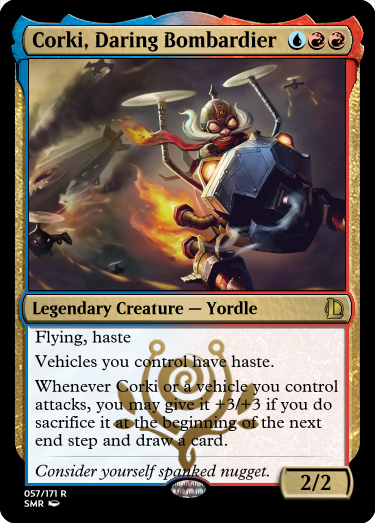 Corki, Daring Bombardier
Legendary Creature — Yordle
Flying, haste
Vehicles you control have haste.
Whenever Corki or a vehicle you control
attacks, you may give it +3/+3 if you do
sacrifice it at the beginning of the next
end step and draw a card.
Consider yourself spanked nugget.
2/2
057/171 R
SMR